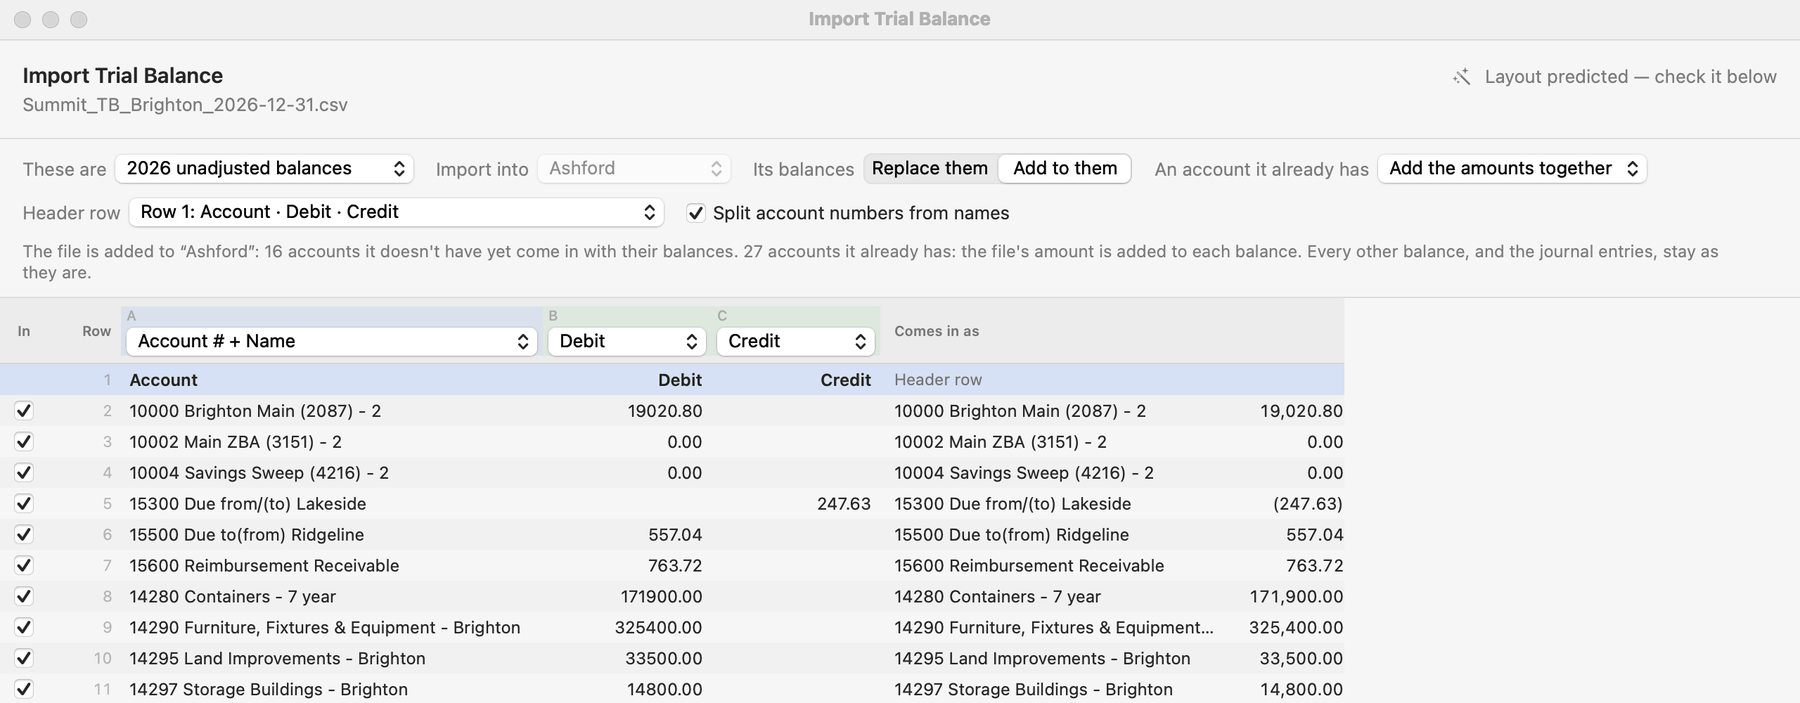 Import Trial Balance
Import Trial Balance
Layout predicted — check it below
Summit_TB_Brighton_2026-12-31.csv
These are 2026 unadjusted balances Import into Ashford Its balances Replace them Add to them An account it already has Add the amounts together
Header row Row 1: Account · Debit · Credit Split account numbers from names
The file is added to “Ashford”: 16 accounts it doesn't have yet come in with their balances. 27 accounts it already has: the file's amount is added to each balance. Every other balance, and the journal entries, stay as
they are.
A B C
In Row Account # + Name Debit Credit Comes in as
1 Account Debit Credit Header row
2 10000 Brighton Main (2087) - 2 19020.80 10000 Brighton Main (2087) - 2 19,020.80
3 10002 Main ZBA (3151) - 2 0.00 10002 Main ZBA (3151) - 2 0.00
4 10004 Savings Sweep (4216) - 2 0.00 10004 Savings Sweep (4216) - 2 0.00
5 15300 Due from/(to) Lakeside 247.63 15300 Due from/(to) Lakeside (247.63)
6 15500 Due to(from) Ridgeline 557.04 15500 Due to(from) Ridgeline 557.04
7 15600 Reimbursement Receivable 763.72 15600 Reimbursement Receivable 763.72
8 14280 Containers - 7 year 171900.00 14280 Containers - 7 year 171,900.00
9 14290 Furniture, Fixtures & Equipment - Brighton 325400.00 14290 Furniture, Fixtures & Equipment... 325,400.00
10 14295 Land Improvements - Brighton 33500.00 14295 Land Improvements - Brighton 33,500.00
11 14297 Storage Buildings - Brighton 14800.00 14297 Storage Buildings - Brighton 14,800.00